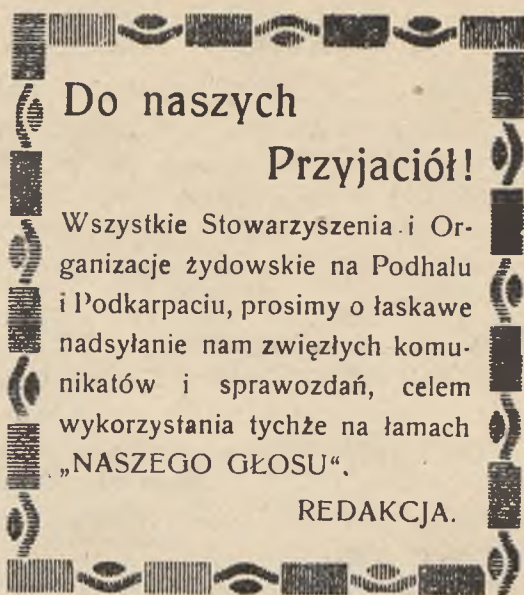 Do naszych
Przyjaciół!
Wszystkie Stowarzyszenia i Or-
ganizacje żydowskie na Podhalu
i Podkarpaciu, prosimy o łaskawe
nadsyłanie nam zwięzłych komu-
nikatów i sprawozdań, celem
wykorzystania tychże na łamach
„NASZEGO GŁOSU“.
REDAKCJA.